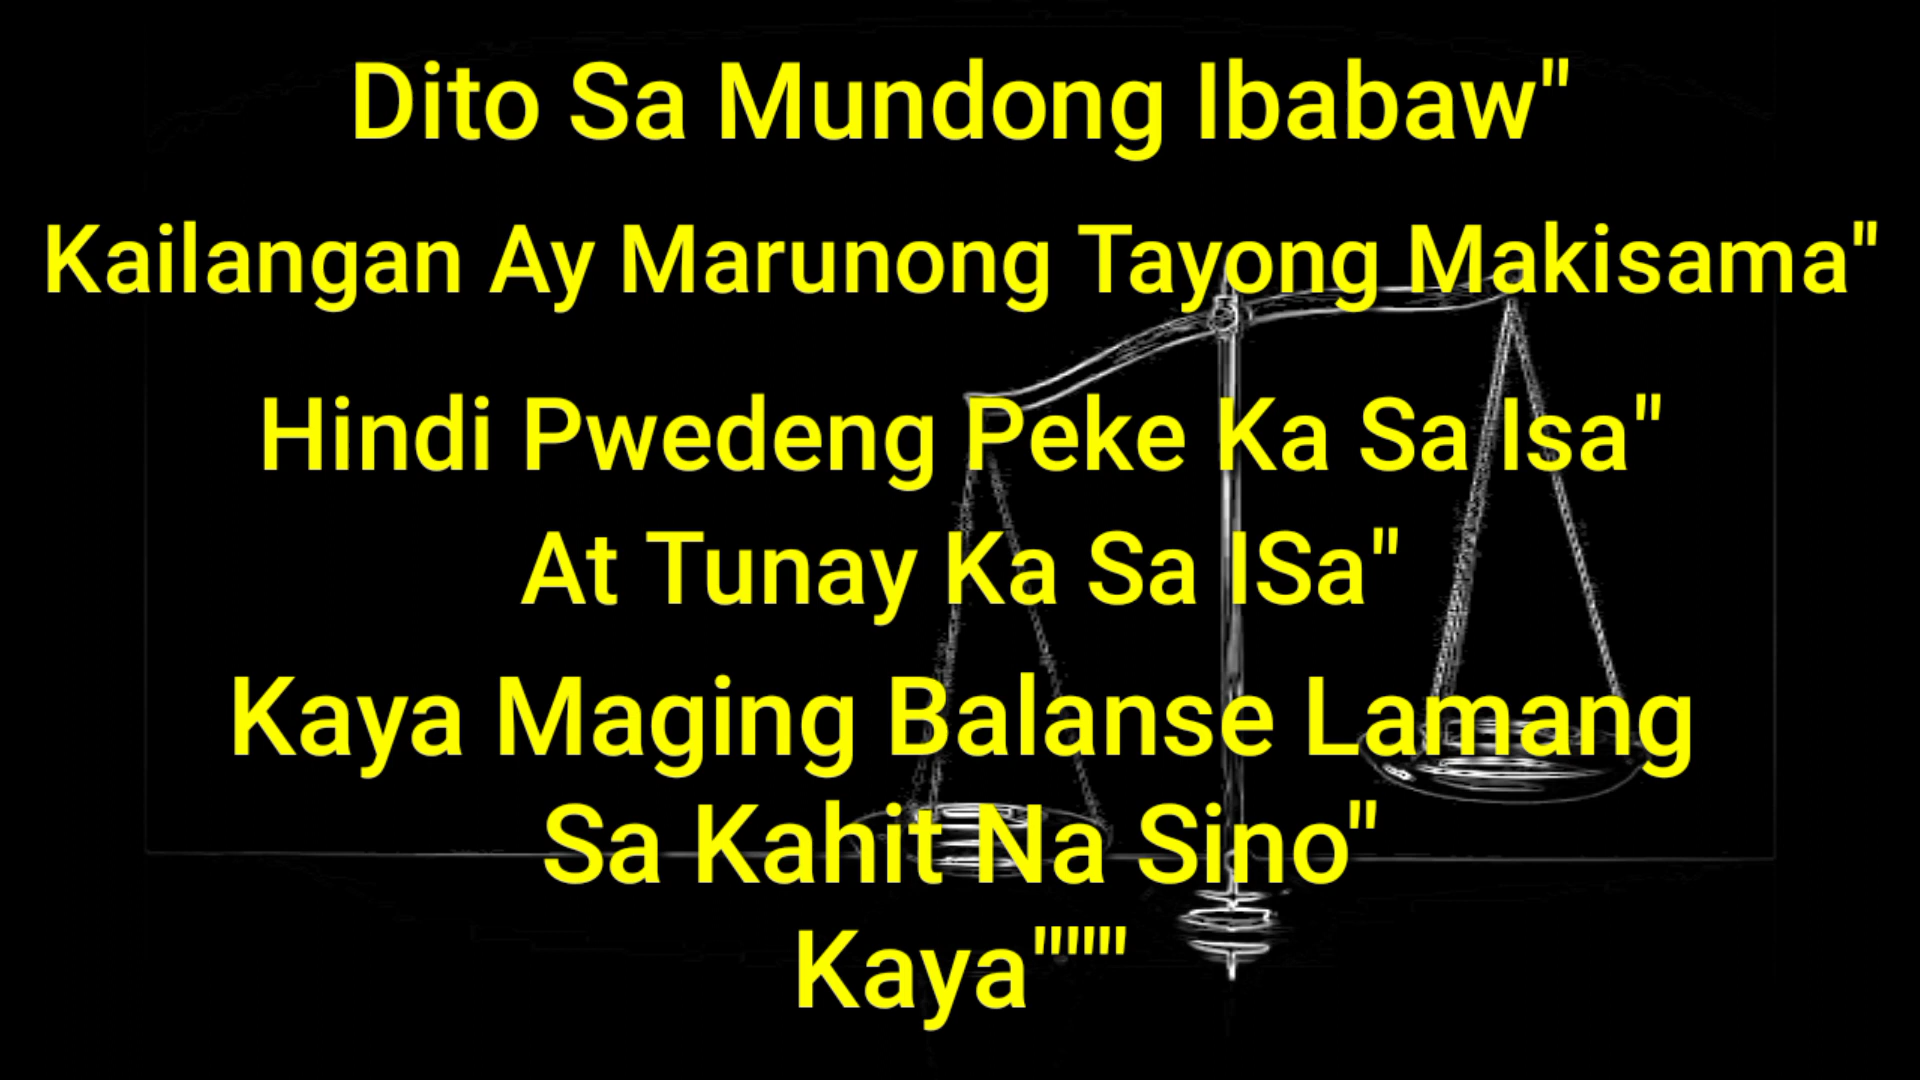 Dito Sa Mundong Ibabaw"
Kailangan Ay Marunong Tayong Makisama"
Hindi Pwedeng Peke Ka Sa Isa"
At Tunay Ka Sa ISa"
Kaya Maging Balanse Lamang
Sa Kahit Na Sino"
Kaya""""